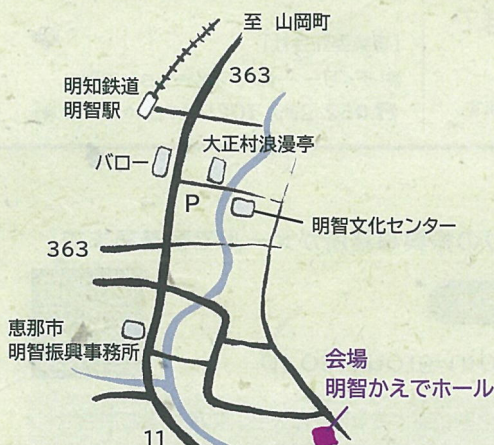 至 山岡町
363
明知鉄道
明智駅
大正村浪漫亭
バロー
P
明智文化センター
363
恵那市
明智振興事務所
会場
明智かえでホール
11